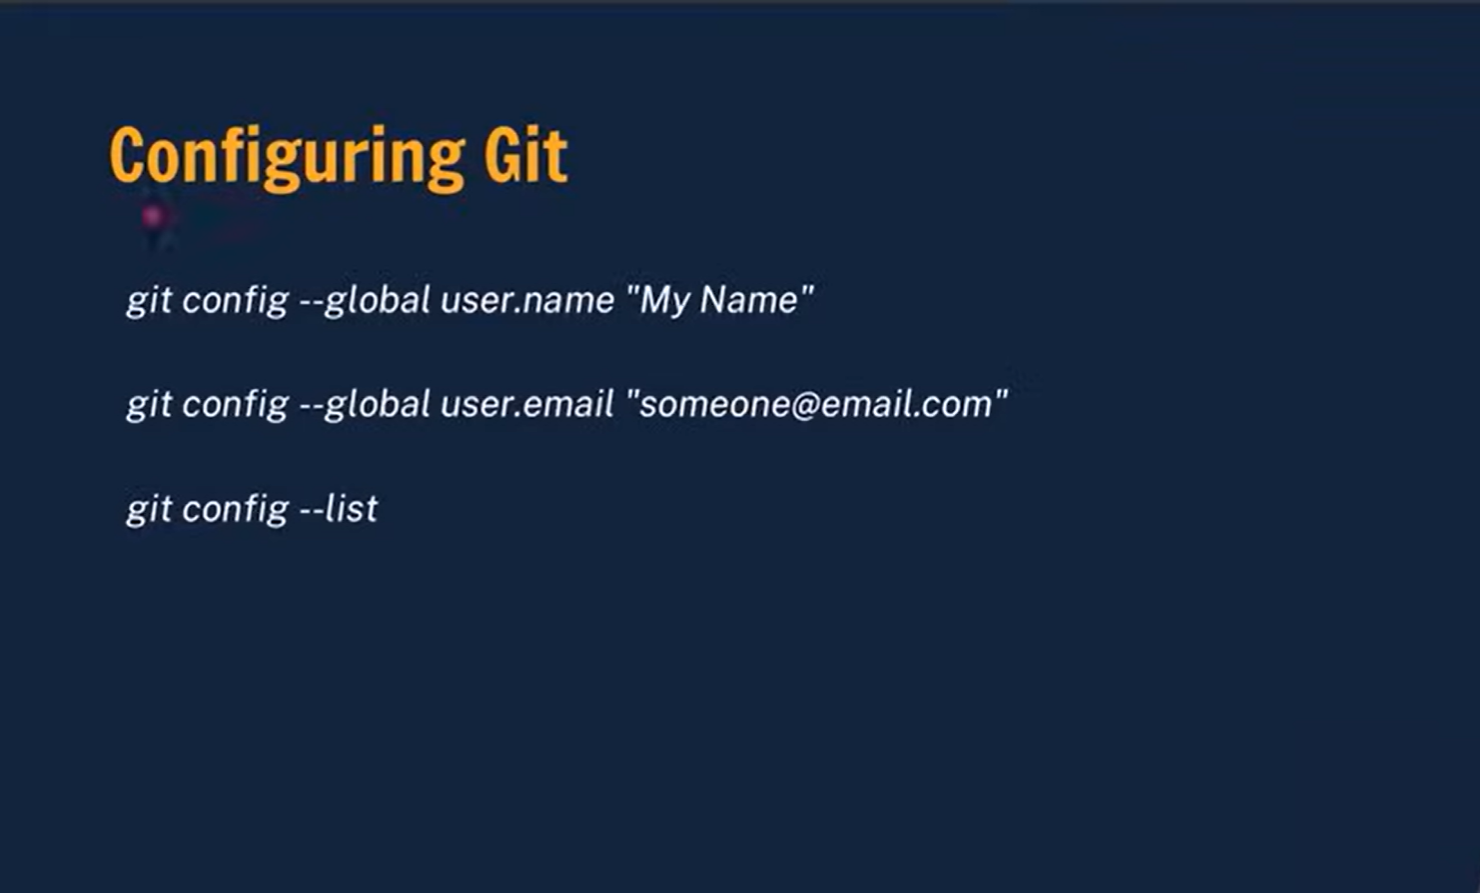 Configuring Git
git config --global user.name "My Name"
git config --global user.email "someone@email.com"
git config --list